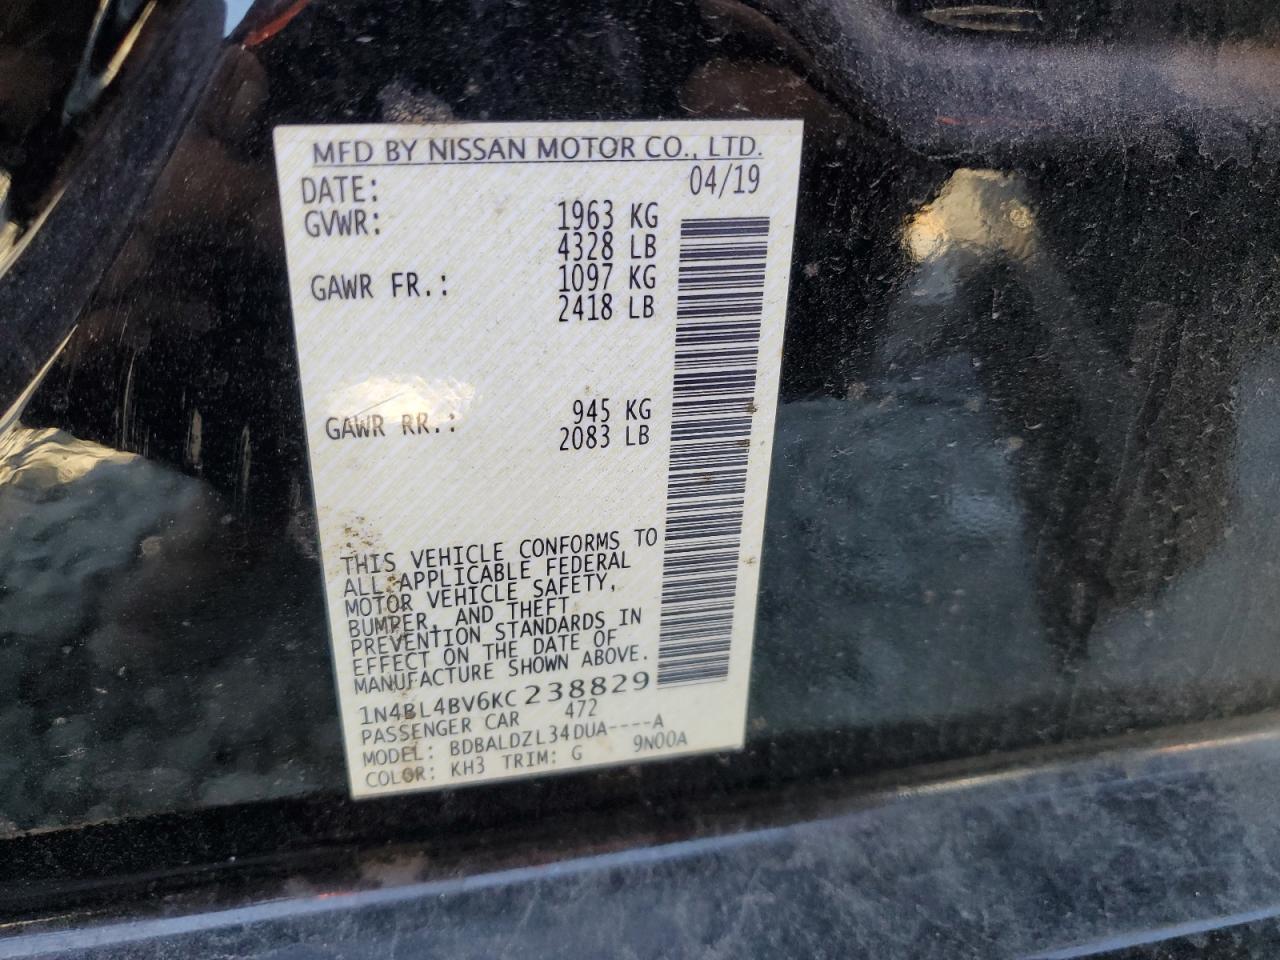 MFD BY NISSAN MOTOR CO., LTD.
DATE: 04/19
GVWR: 1963 KG
4328 LB
GAWR FR.: 1097 KG
2418 LB
GAWR RR.: 945 KG
2083 LB
THIS VEHICLE CONFORMS TO
ALL APPLICABLE FEDERAL
MOTOR VEHICLE SAFETY,
BUMPER, AND THEFT
PREVENTION STANDARDS IN
EFFECT ON THE DATE OF
MANUFACTURE SHOWN ABOVE.
1N4BL4BV6KC238829
PASSENGER CAR 472
MODEL: BDBALDZL34DUA----A
COLOR: KH3 TRIM: G 9N00A